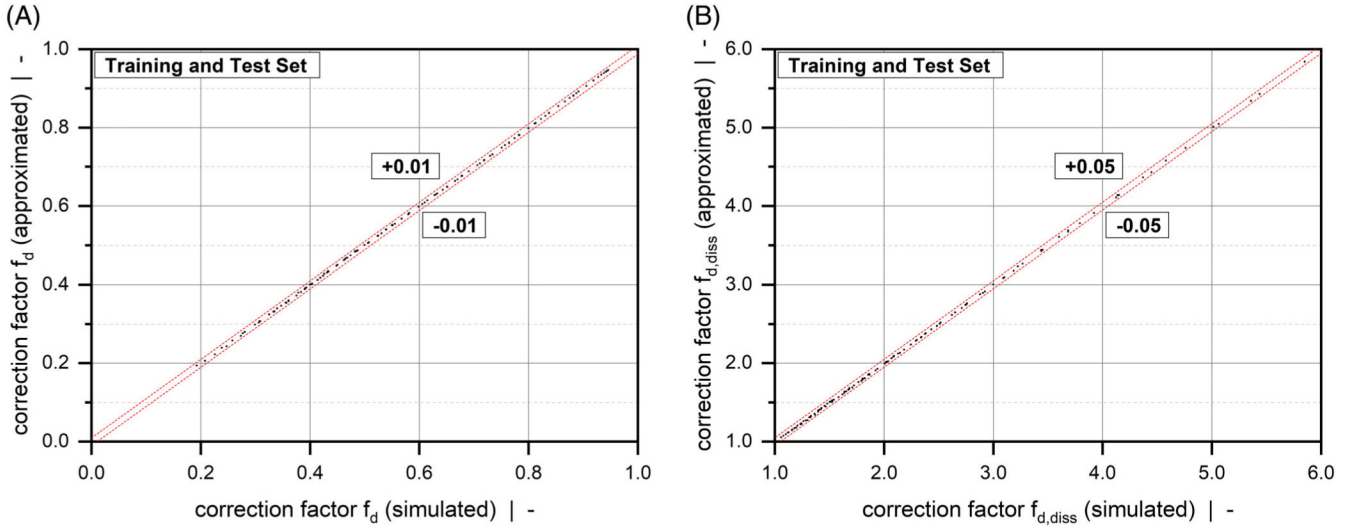 (A)
correction factor f_d (approximated) | -
1.0
0.8
0.6
0.4
0.2
0.0
Training and Test Set
+0.01
-0.01
0.0 0.2 0.4 0.6 0.8 1.0
correction factor f_d (simulated) | -
(B)
correction factor f_d,diss (approximated) | -
6.0
5.0
4.0
3.0
2.0
1.0
Training and Test Set
+0.05
-0.05
1.0 2.0 3.0 4.0 5.0 6.0
correction factor f_d,diss (simulated) | -